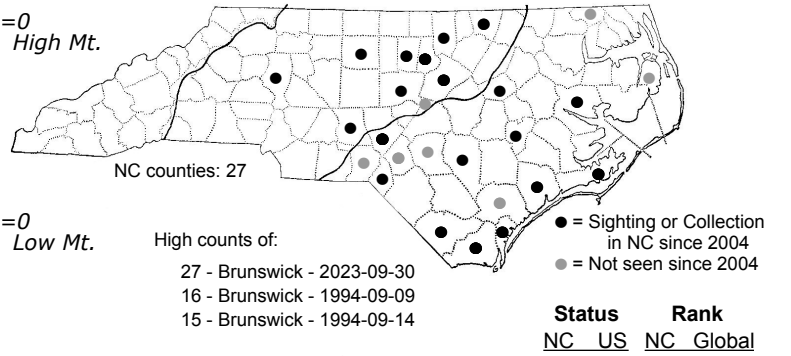 =0
High Mt.
NC counties: 27
=0
Low Mt.
High counts of:
27 - Brunswick - 2023-09-30
16 - Brunswick - 1994-09-09
15 - Brunswick - 1994-09-14
● = Sighting or Collection
in NC since 2004
● = Not seen since 2004
Status Rank
NC US NC Global